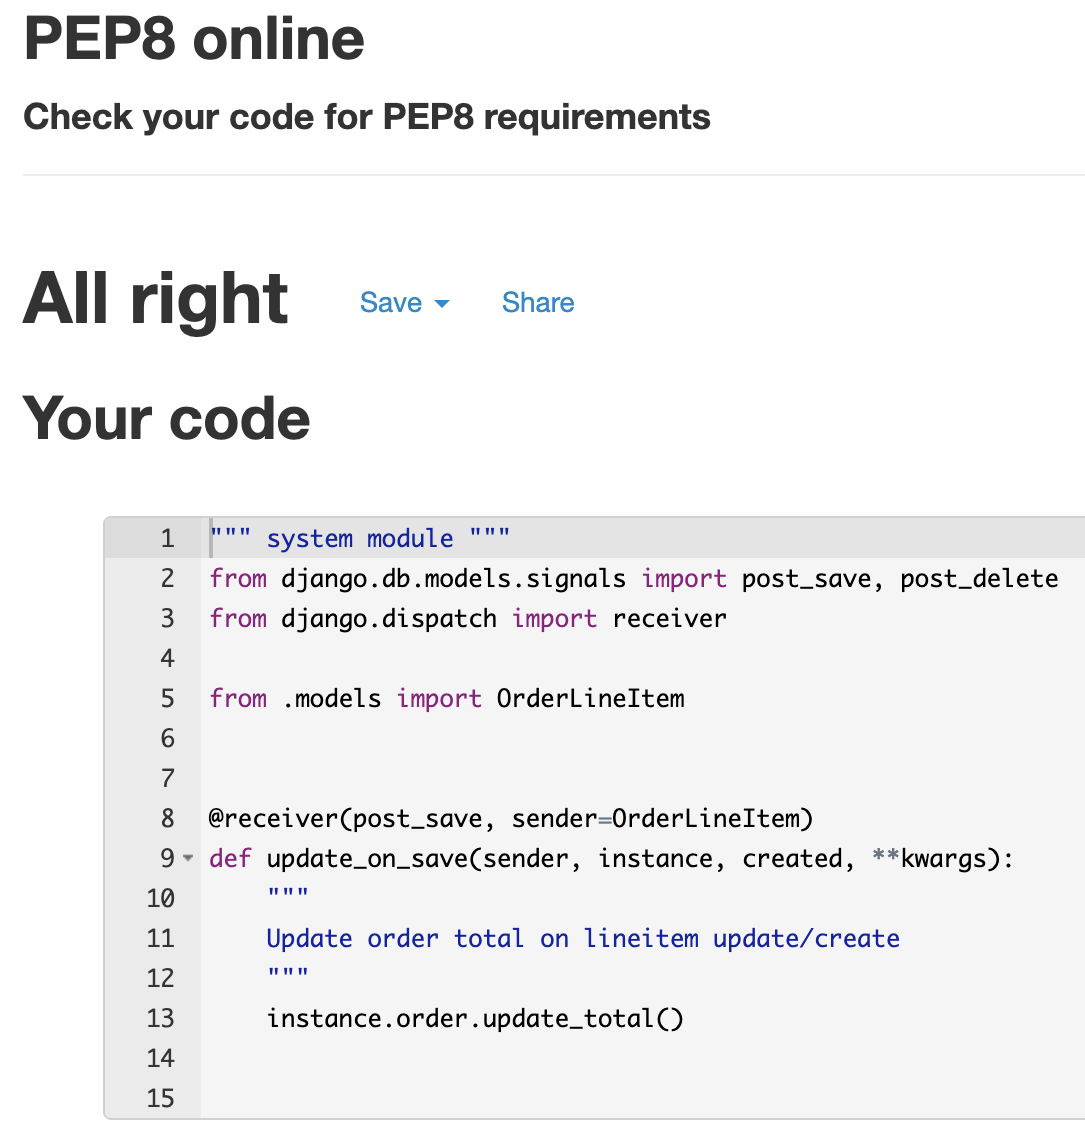 PEP8 online
Check your code for PEP8 requirements
All right Save Share
Your code
1 """ system module """
2 from django.db.models.signals import post_save, post_delete
3 from django.dispatch import receiver
4
5 from .models import OrderLineItem
6
7
8 @receiver(post_save, sender=OrderLineItem)
9 def update_on_save(sender, instance, created, **kwargs):
10     """
11     Update order total on lineitem update/create
12     """
13     instance.order.update_total()
14
15